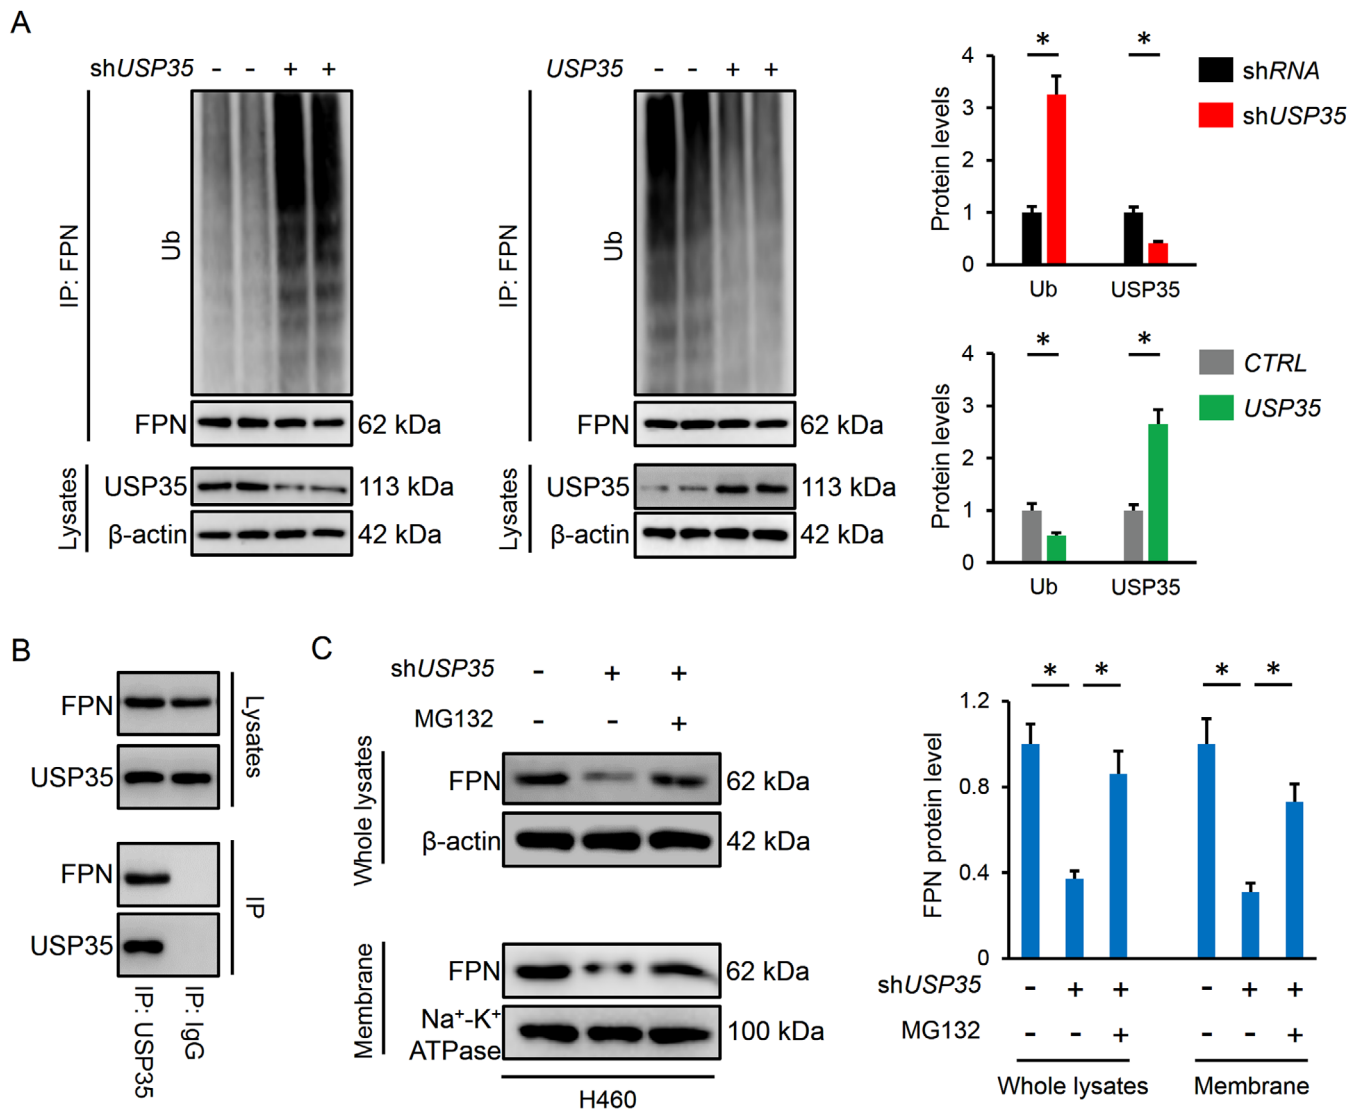 A
shUSP35 - - + +
IP: FPN
Ub
FPN 62 kDa
Lysates
USP35 113 kDa
β-actin 42 kDa
USP35 - - + +
IP: FPN
Ub
FPN 62 kDa
Lysates
USP35 113 kDa
β-actin 42 kDa
* *
Protein levels
4
3
2
1
0
Ub USP35
shRNA
shUSP35
* *
Protein levels
4
3
2
1
0
Ub USP35
CTRL
USP35
B
FPN
USP35
Lysates
FPN
USP35
IP
IP: USP35
IP: IgG
C
shUSP35 - + +
MG132 - - +
Whole lysates
FPN 62 kDa
β-actin 42 kDa
Membrane
FPN 62 kDa
Na⁺-K⁺
ATPase 100 kDa
H460
* * * *
FPN protein level
1.2
0.8
0.4
0
shUSP35 - + + - + +
MG132 - - + - - +
Whole lysates Membrane